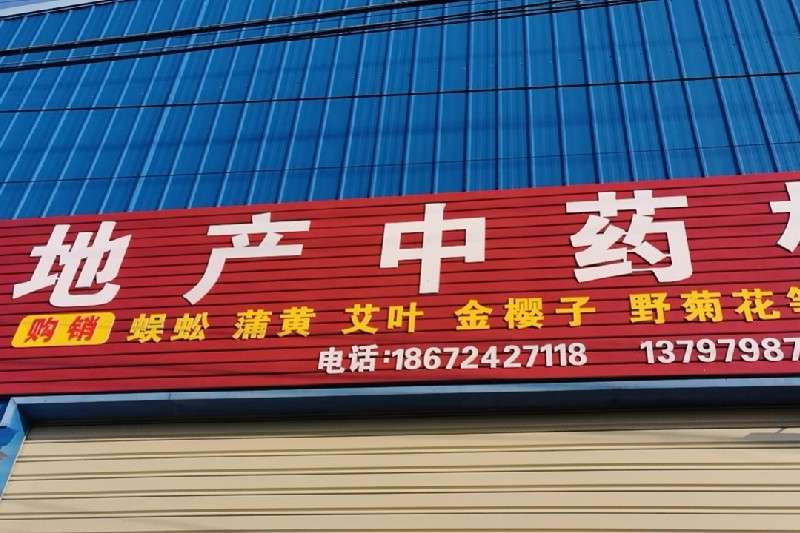 地产中药
购销 蜈蚣 蒲黄 艾叶 金樱子 野菊花
电话:18672427118 13797987